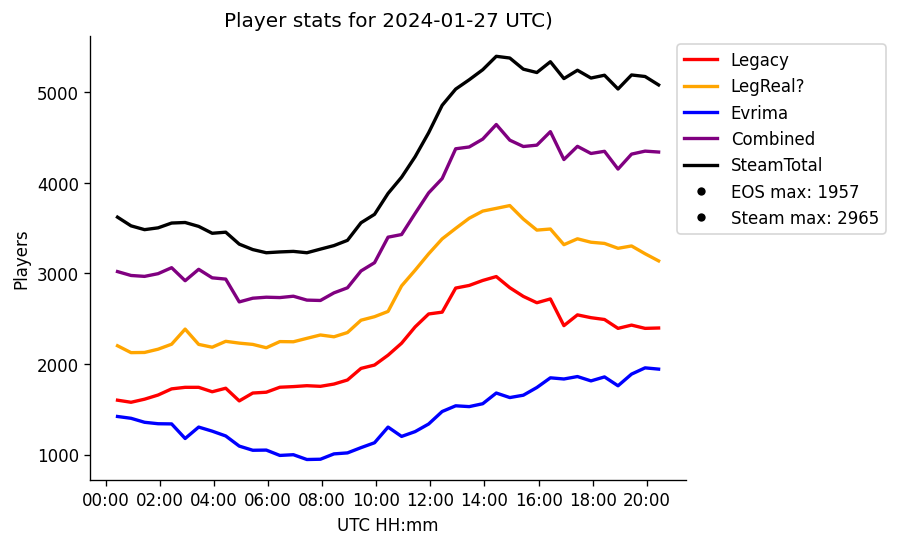 Player stats for 2024-01-27 UTC)
Players
5000
4000
3000
2000
1000
00:00 02:00 04:00 06:00 08:00 10:00 12:00 14:00 16:00 18:00 20:00
UTC HH:mm
Legacy
LegReal?
Evrima
Combined
SteamTotal
EOS max: 1957
Steam max: 2965